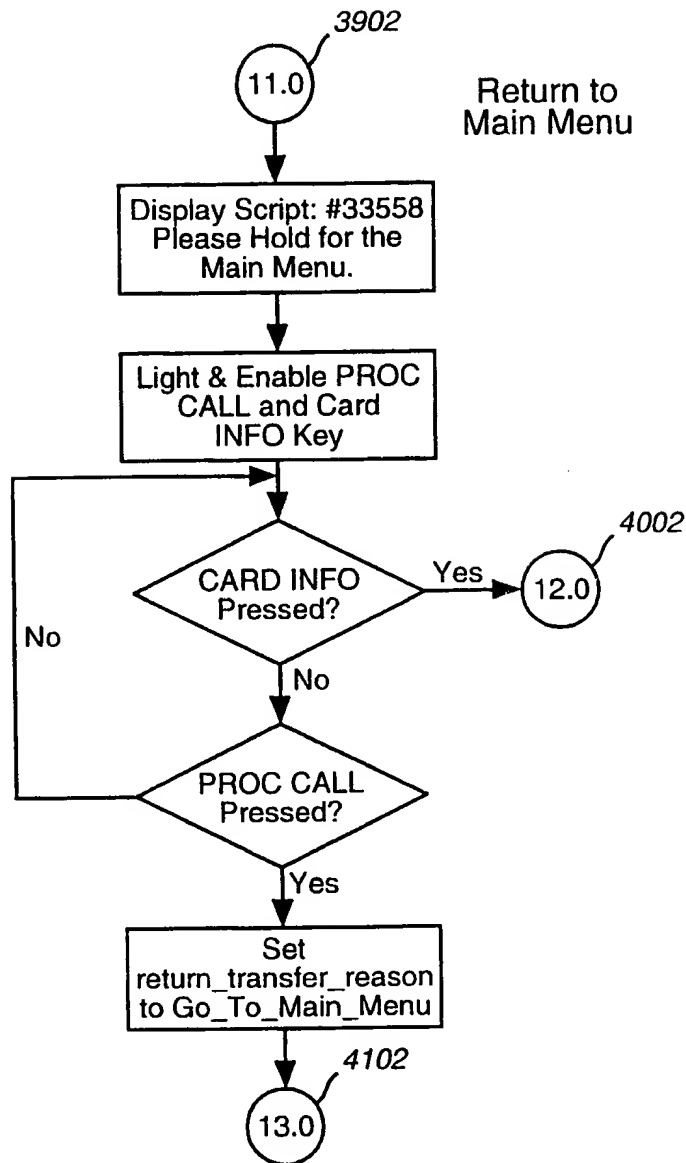 3902
11.0
Return to
Main Menu
Display Script: #33558
Please Hold for the
Main Menu.
Light & Enable PROC
CALL and Card
INFO Key
CARD INFO
Pressed?
Yes
4002
12.0
No
No
PROC CALL
Pressed?
Yes
Set
return_transfer_reason
to Go_To_Main_Menu
4102
13.0